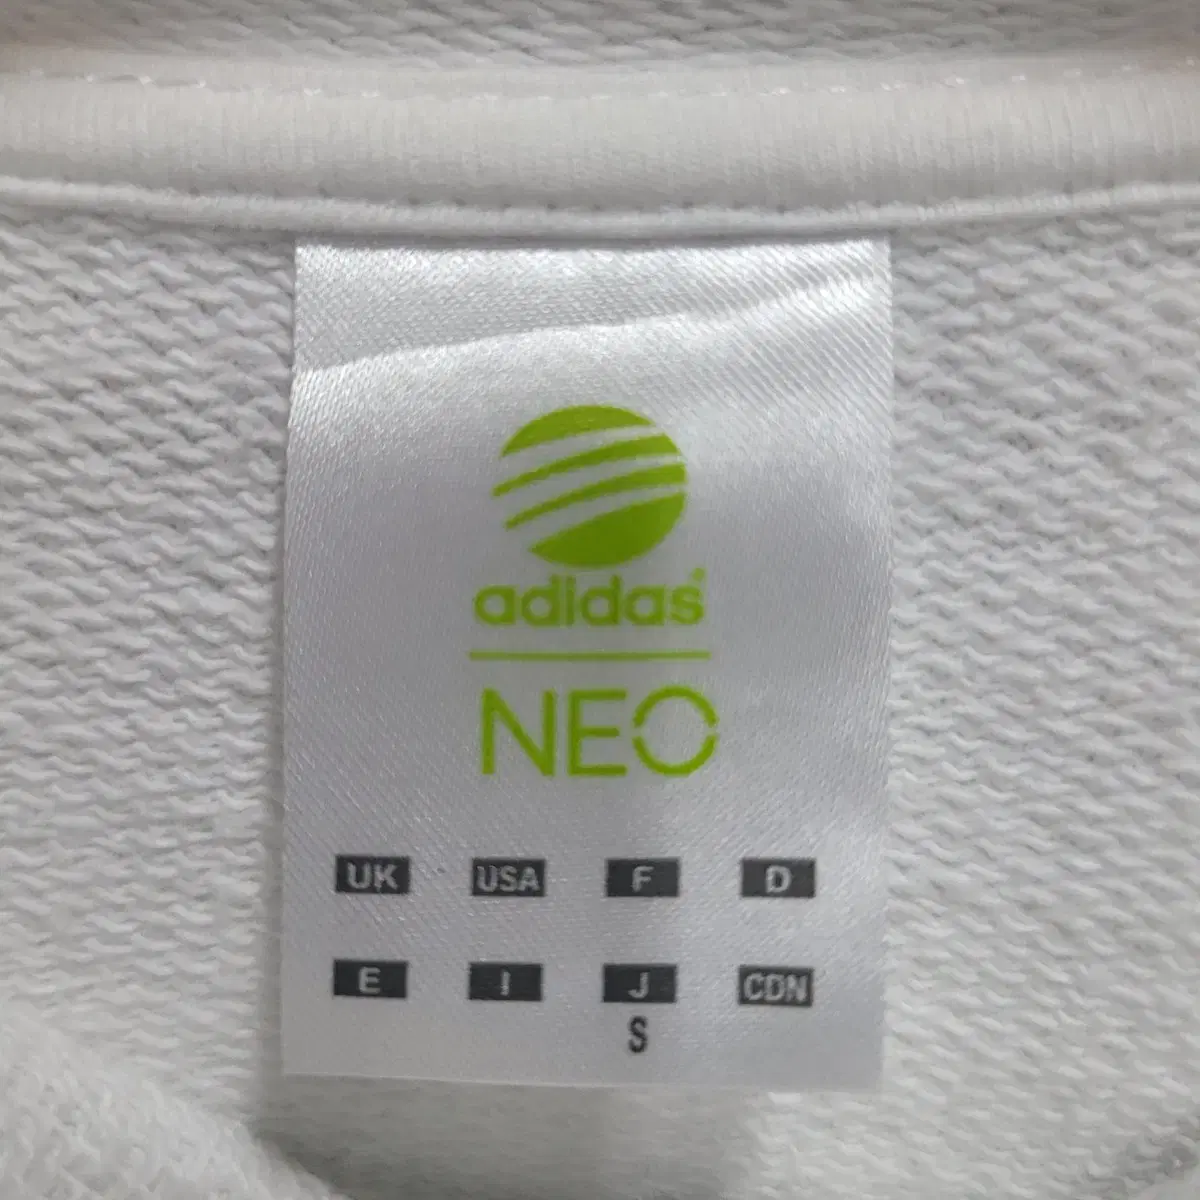 adidas®
NEO
UK USA F D
E I J CDN
S